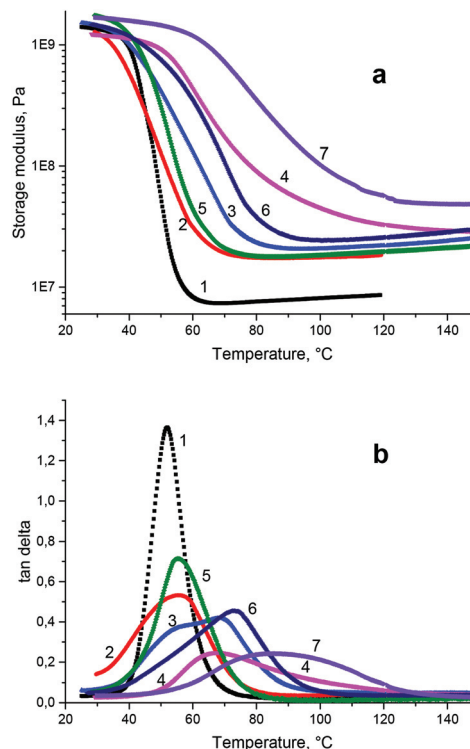 1E9
1E8
1E7
Storage modulus, Pa
a
7
4
5
2
3
6
1
20 40 60 80 100 120 140
Temperature, °C
1,4
1,2
1,0
0,8
0,6
0,4
0,2
0,0
tan delta
b
1
5
2
3
6
7
4
4
20 40 60 80 100 120 140
Temperature, °C